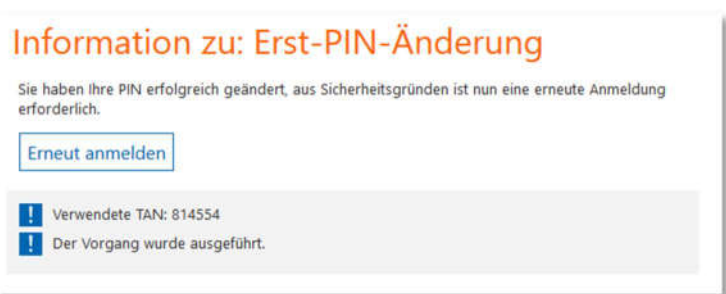 Information zu: Erst-PIN-Änderung
Sie haben Ihre PIN erfolgreich geändert, aus Sicherheitsgründen ist nun eine erneute Anmeldung
erforderlich.
Erneut anmelden
! Verwendete TAN: 814554
! Der Vorgang wurde ausgeführt.